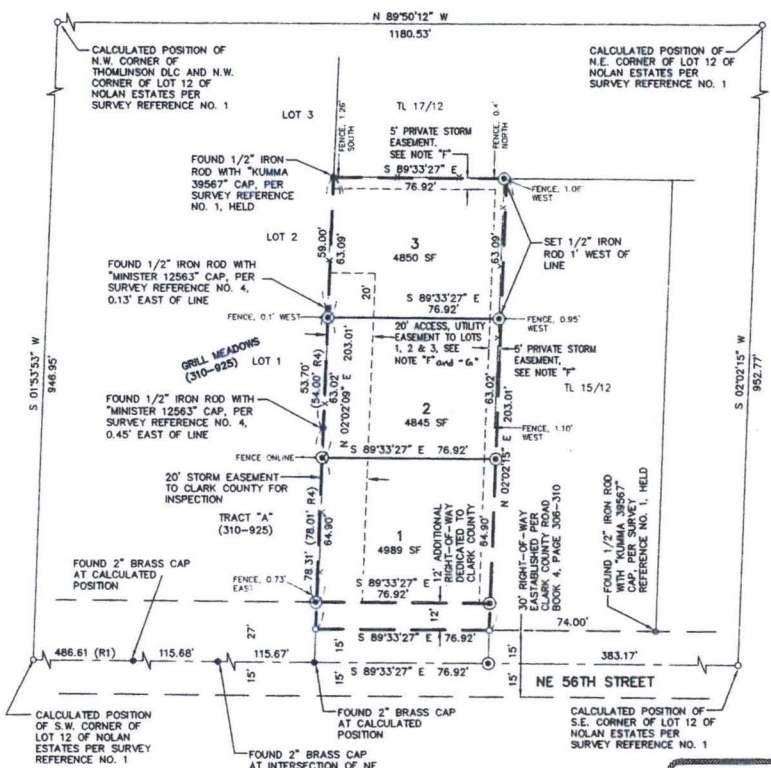 N 89°50'12" W
1180.53'
CALCULATED POSITION OF
N.W. CORNER OF
THOMLINSON DLC AND N.W.
CORNER OF LOT 12 OF
NOLAN ESTATES PER
SURVEY REFERENCE NO. 1
CALCULATED POSITION OF
N.E. CORNER OF LOT 12 OF
NOLAN ESTATES PER
SURVEY REFERENCE NO. 1
LOT 3
FENCE, 1.26'
SOUTH
TL 17/12
FENCE, 0.4'
NORTH
5' PRIVATE STORM
EASEMENT,
SEE NOTE "F"
S 89°33'27" E
76.92'
FOUND 1/2" IRON
ROD WITH "KUMMA
39567" CAP, PER
SURVEY REFERENCE
NO. 1, HELD
FENCE, 1.06'
WEST
LOT 2
59.00'
63.09'
3
4850 SF
63.09'
SET 1/2" IRON
ROD 1' WEST OF
LINE
FOUND 1/2" IRON ROD WITH
"MINISTER 12563" CAP, PER
SURVEY REFERENCE NO. 4,
0.13' EAST OF LINE
20'
S 89°33'27" E
76.92'
FENCE, 0.1' WEST
FENCE, 0.95'
WEST
20' ACCESS, UTILITY
EASEMENT TO LOTS
1, 2 & 3, SEE
NOTE "F" and "G"
5' PRIVATE STORM
EASEMENT,
SEE NOTE "F"
GRILL MEADOWS
(310-925)
LOT 1
53.70'
(54.00' R4)
63.02'
N 02°02'09" E 203.01'
TL 15/12
S 01°53'53" W
946.95'
S 02°02'15" W
952.77'
FOUND 1/2" IRON ROD WITH
"MINISTER 12563" CAP, PER
SURVEY REFERENCE NO. 4,
0.45' EAST OF LINE
2
4845 SF
63.02'
N 02°02'15" E 203.01'
FENCE, 1.10'
WEST
S 89°33'27" E 76.92'
FENCE ONLINE
20' STORM EASEMENT
TO CLARK COUNTY FOR
INSPECTION
TRACT "A"
(310-925)
78.31' (78.01' R4)
64.90'
1
4989 SF
12' ADDITIONAL
RIGHT-OF-WAY
DEDICATED TO
CLARK COUNTY
64.90'
30' RIGHT-OF-WAY
EASTABLISHED PER
CLARK COUNTY ROAD
BOOK 4, PAGE 306-310
FOUND 1/2" IRON ROD
WITH "KUMMA 39567"
CAP, PER SURVEY
REFERENCE NO. 1, HELD
FOUND 2" BRASS CAP
AT CALCULATED
POSITION
FENCE, 0.73'
EAST
S 89°33'27" E
76.92'
12'
27'
15'
S 89°33'27" E 76.92'
15'
74.00'
486.61 (R1)
115.68'
115.67'
383.17'
15'
15'
S 89°33'27" E 76.92'
15'
NE 56TH STREET
CALCULATED POSITION
OF S.W. CORNER OF
LOT 12 OF NOLAN
ESTATES PER SURVEY
REFERENCE NO. 1
FOUND 2" BRASS CAP
AT CALCULATED
POSITION
CALCULATED POSITION OF
S.E. CORNER OF LOT 12 OF
NOLAN ESTATES PER
SURVEY REFERENCE NO. 1
FOUND 2" BRASS CAP
AT INTERSECTION OF NE